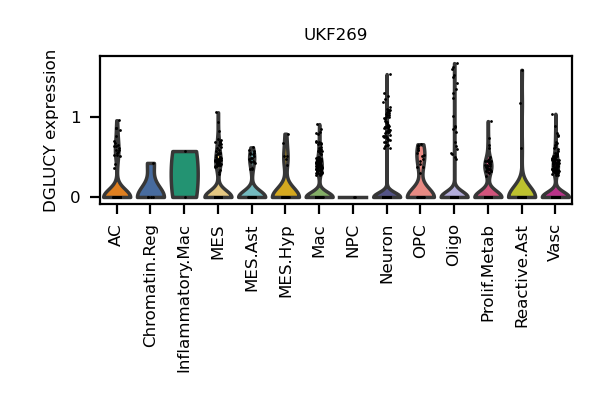 UKF269
DGLUCY expression
1
0
AC
Chromatin.Reg
Inflammatory.Mac
MES
MES.Ast
MES.Hyp
Mac
NPC
Neuron
OPC
Oligo
Prolif.Metab
Reactive.Ast
Vasc